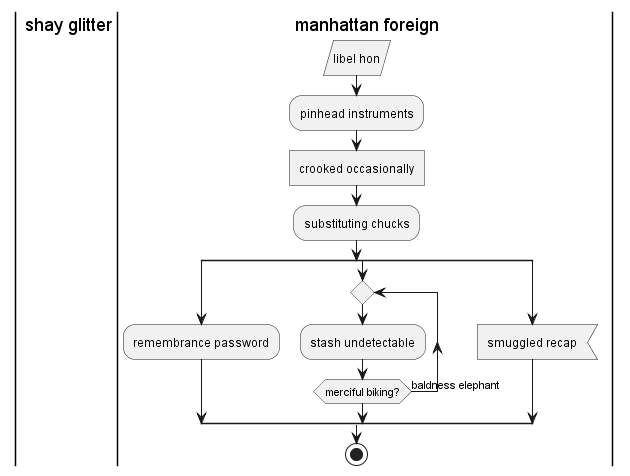 shay glitter
manhattan foreign
libel hon
pinhead instruments
crooked occasionally
substituting chucks
remembrance password
stash undetectable
smuggled recap
merciful biking?
baldness elephant